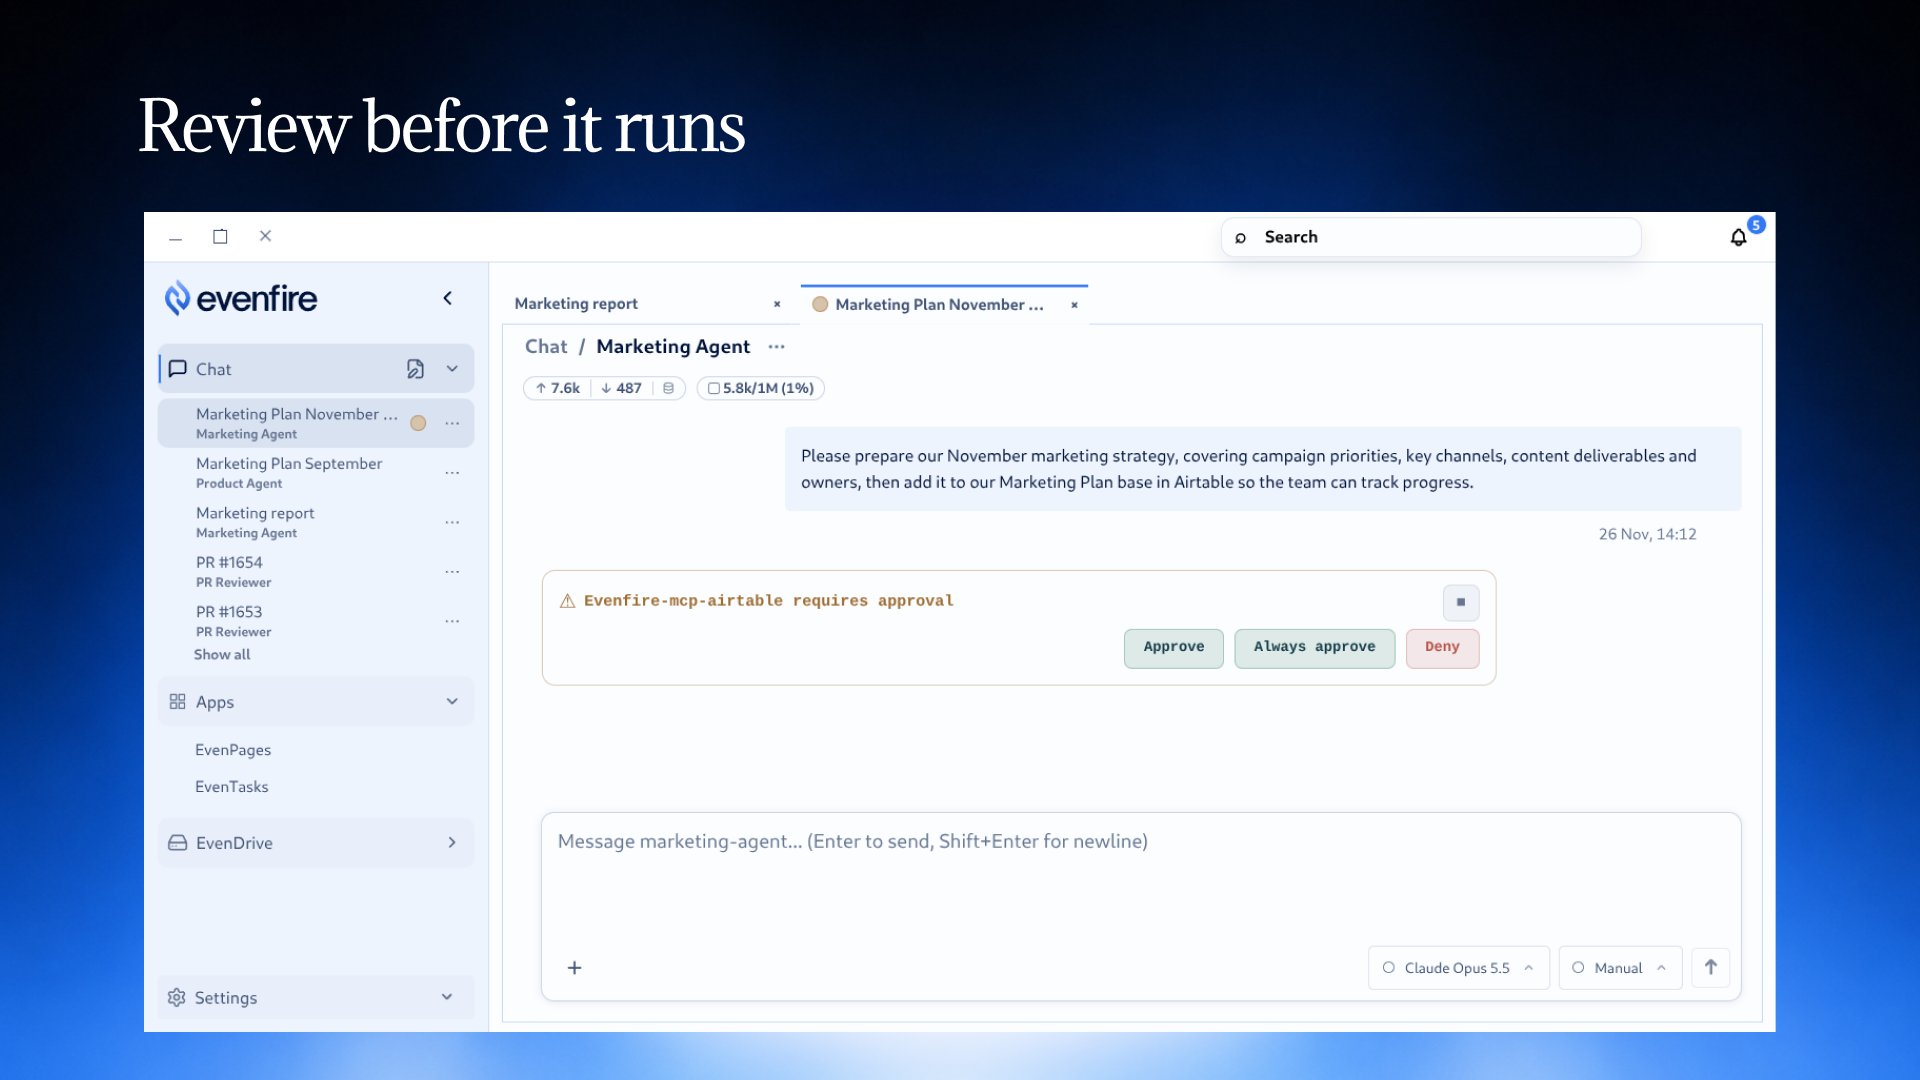 Review before it runs
Search
5
evenfire
Chat
Marketing Plan November ...
Marketing Agent
Marketing Plan September
Product Agent
Marketing report
Marketing Agent
PR #1654
PR Reviewer
PR #1653
PR Reviewer
Show all
Apps
EvenPages
EvenTasks
EvenDrive
Settings
Marketing report
Marketing Plan November ...
Chat / Marketing Agent
7.6k 487 5.8k/1M (1%)
Please prepare our November marketing strategy, covering campaign priorities, key channels, content deliverables and
owners, then add it to our Marketing Plan base in Airtable so the team can track progress.
26 Nov, 14:12
Evenfire-mcp-airtable requires approval
Approve Always approve Deny
Message marketing-agent... (Enter to send, Shift+Enter for newline)
Claude Opus 5.5 Manual